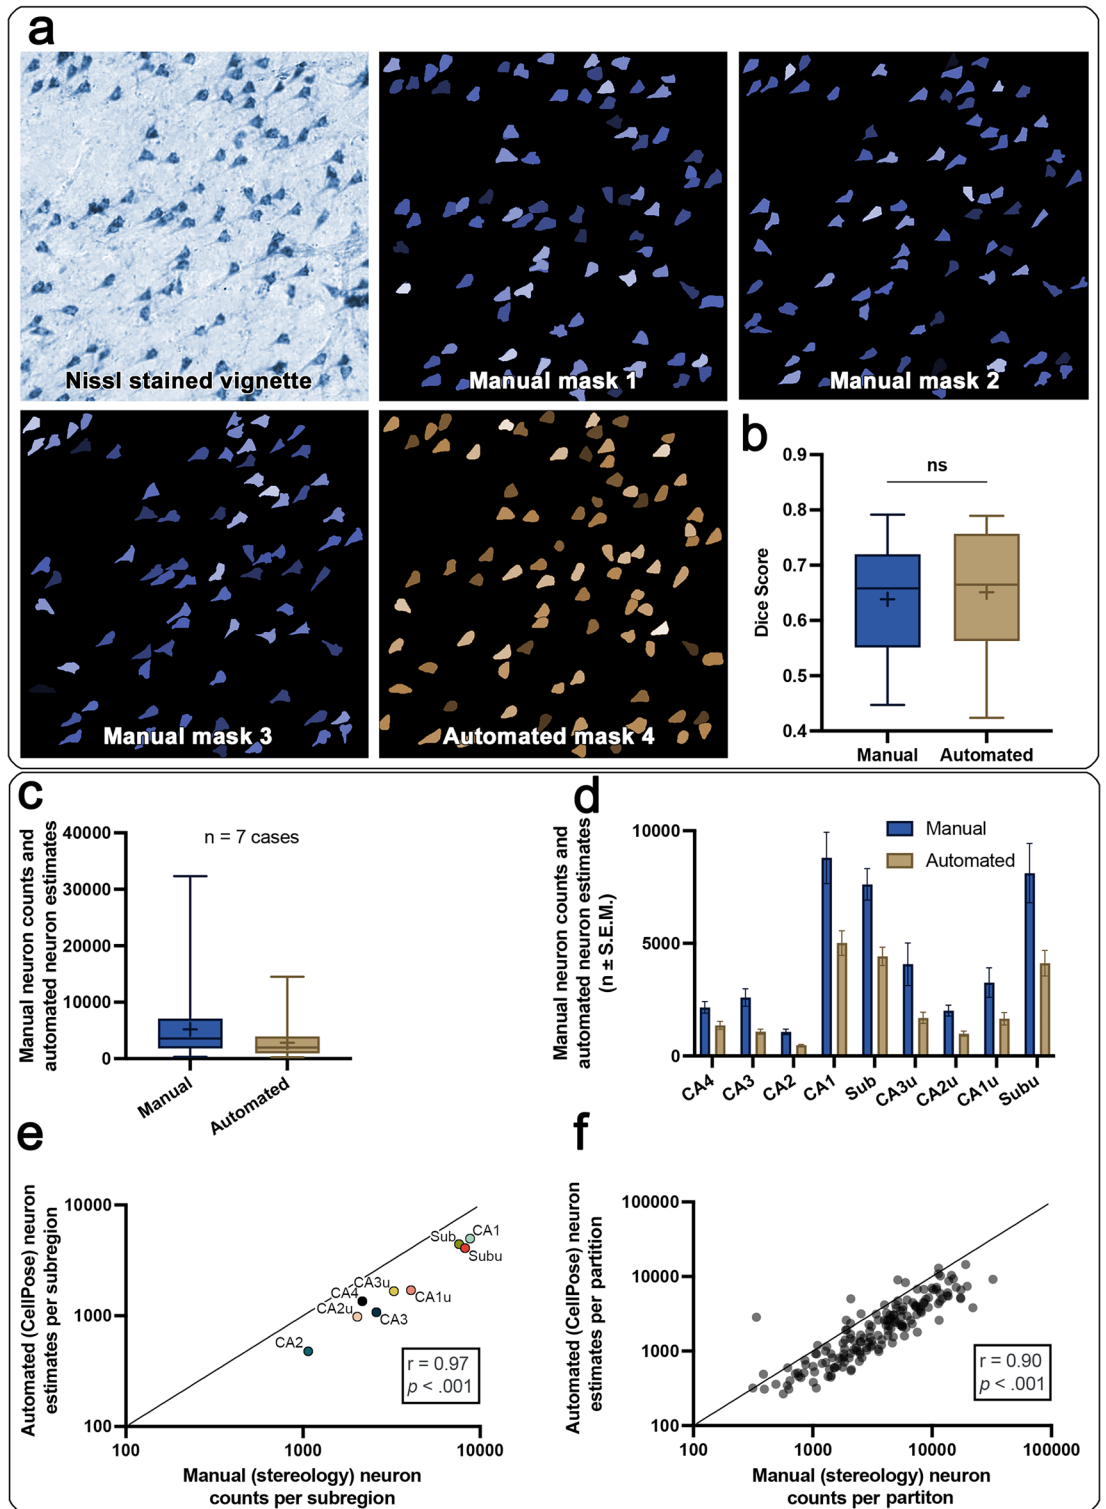 a
Nissl stained vignette
Manual mask 1
Manual mask 2
Manual mask 3
Automated mask 4
b
0.9
0.8
0.7
0.6
0.5
0.4
Dice Score
ns
Manual
Automated
c
Manual neuron counts and
automated neuron estimates
40000
30000
20000
10000
0
n = 7 cases
Manual
Automated
d
Manual neuron counts and
automated neuron estimates
(n ± S.E.M.)
10000
5000
0
Manual
Automated
CA4
CA3
CA2
CA1
Sub
CA3u
CA2u
CA1u
Subu
e
Automated (CellPose) neuron
estimates per subregion
10000
1000
100
Sub
CA1
Subu
CA3u
CA4
CA1u
CA2u
CA3
CA2
r = 0.97
p < .001
100
1000
10000
Manual (stereology) neuron
counts per subregion
f
Automated (CellPose) neuron
estimates per partition
100000
10000
1000
100
r = 0.90
p < .001
100
1000
10000
100000
Manual (stereology) neuron
counts per partiton